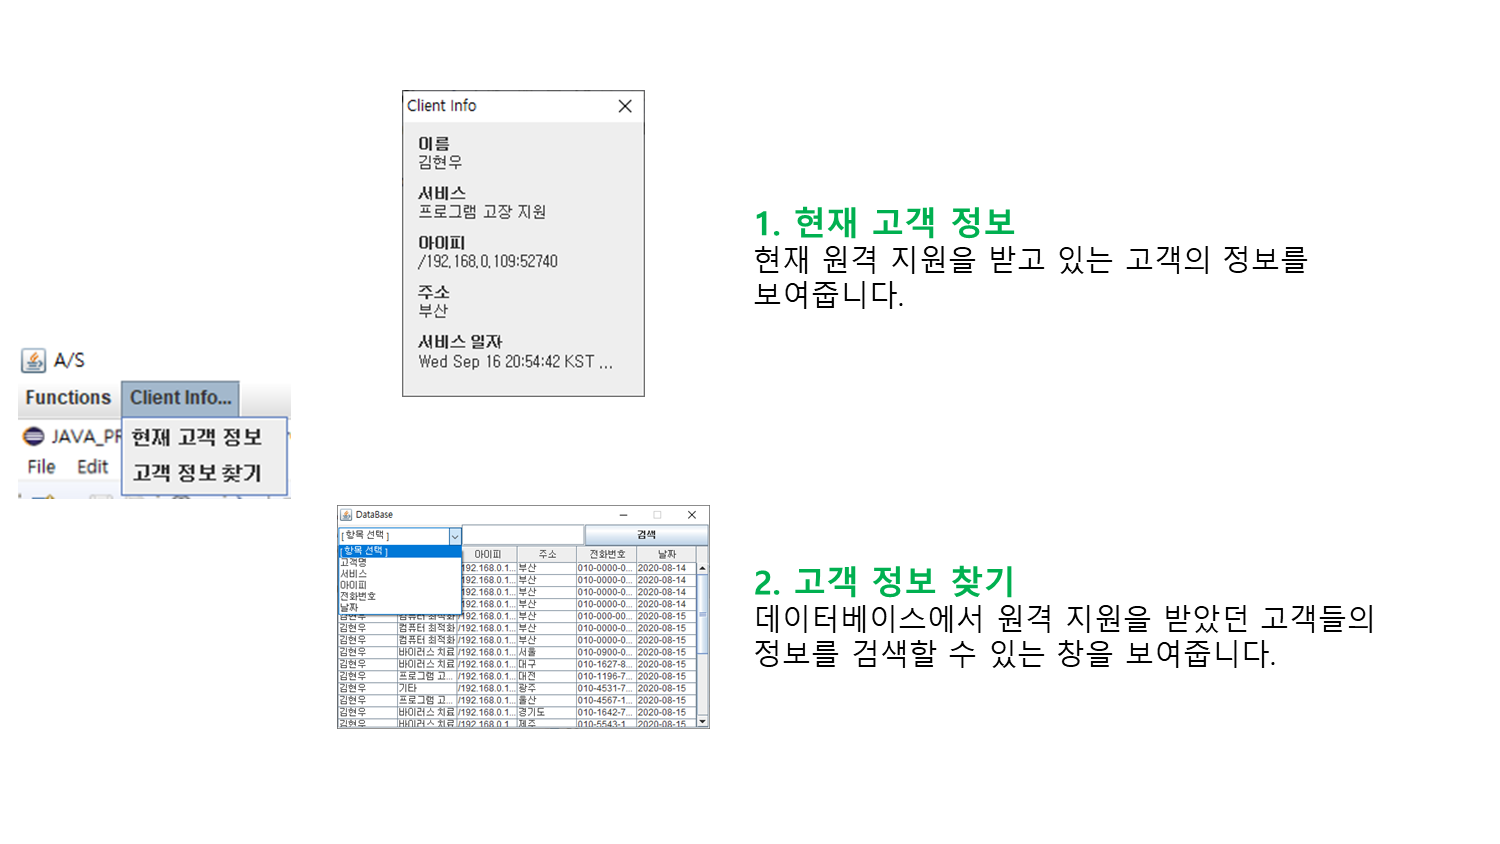 Client Info
이름
김현우
서비스
프로그램 고장 지원
아이피
/192.168.0.109:52740
주소
부산
서비스 일자
Wed Sep 16 20:54:42 KST ...
1. 현재 고객 정보
현재 원격 지원을 받고 있는 고객의 정보를
보여줍니다.
A/S
Functions Client Info...
JAVA_PR 현재 고객 정보
File Edit 고객 정보 찾기
DataBase
[ 항목 선택 ] 검색
[ 항목 선택 ] 아이피 주소 전화번호 날짜
고객명 192.168.0.1... 부산 010-0000-0... 2020-08-14
서비스 192.168.0.1... 부산 010-0000-0... 2020-08-14
아이피 192.168.0.1... 부산 010-0000-0... 2020-08-14
전화번호 192.168.0.1... 부산 010-0000-0... 2020-08-14
날짜
김현우 컴퓨터 최적화 /192.168.0.1... 부산 010-000-00... 2020-08-15
김현우 컴퓨터 최적화 /192.168.0.1... 부산 010-0000-0... 2020-08-15
김현우 컴퓨터 최적화 /192.168.0.1... 부산 010-0000-0... 2020-08-15
김현우 바이러스 치료 /192.168.0.1... 서울 010-0900-0... 2020-08-15
김현우 바이러스 치료 /192.168.0.1... 대구 010-1627-8... 2020-08-15
김현우 프로그램 고... /192.168.0.1... 대전 010-1196-7... 2020-08-15
김현우 기타 /192.168.0.1... 광주 010-4531-7... 2020-08-15
김현우 프로그램 고... /192.168.0.1... 울산 010-4567-1... 2020-08-15
김현우 바이러스 치료 /192.168.0.1... 경기도 010-1642-7... 2020-08-15
김현우 바이러스 치료 /192.168.0.1... 제주 010-5543-1... 2020-08-15
2. 고객 정보 찾기
데이터베이스에서 원격 지원을 받았던 고객들의
정보를 검색할 수 있는 창을 보여줍니다.